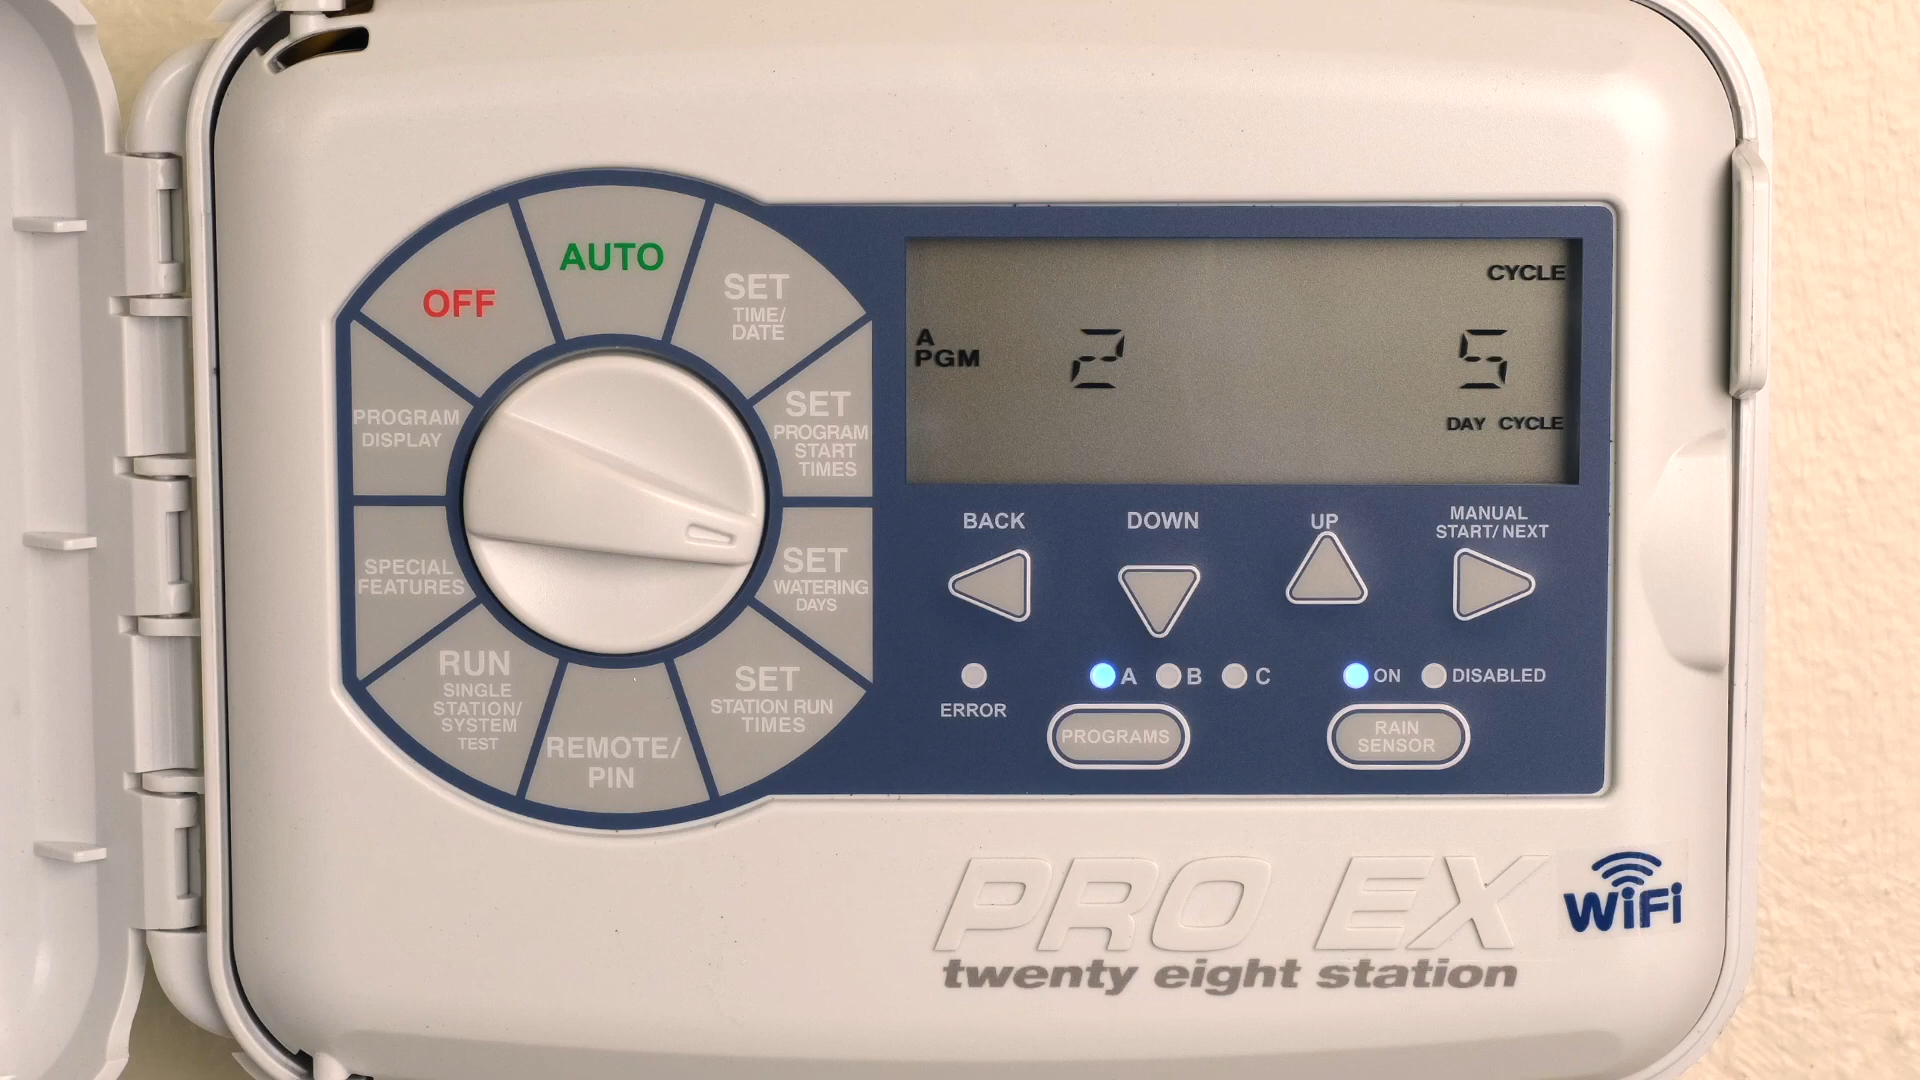 OFF
AUTO
SET
TIME/
DATE
PROGRAM
DISPLAY
SET
PROGRAM
START
TIMES
SPECIAL
FEATURES
SET
WATERING
DAYS
RUN
SINGLE
STATION/
SYSTEM
TEST
REMOTE/
PIN
SET
STATION RUN
TIMES
CYCLE
A
PGM
2
5
DAY CYCLE
BACK
DOWN
UP
MANUAL
START/NEXT
ERROR
A
B
C
PROGRAMS
ON
DISABLED
RAIN
SENSOR
PRO EX
twenty eight station
WiFi